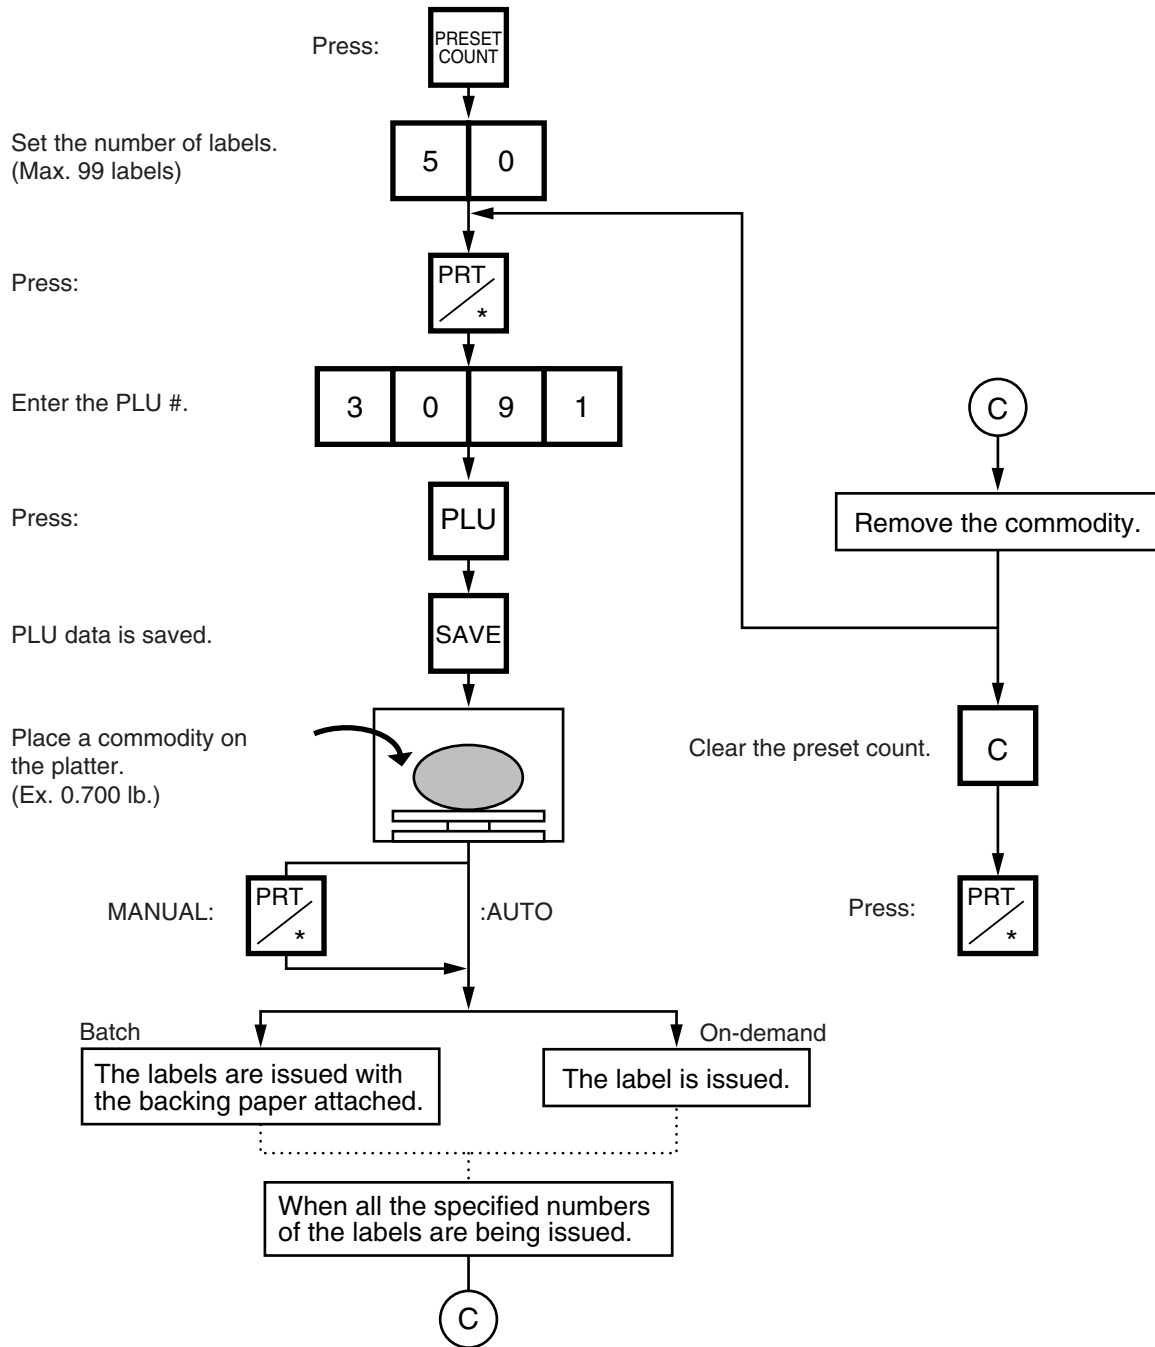 Press:
PRESET
COUNT
Set the number of labels.
(Max. 99 labels)
5 0
Press:
PRT
*
Enter the PLU #.
3 0 9 1
Press:
PLU
PLU data is saved.
SAVE
Place a commodity on
the platter.
(Ex. 0.700 lb.)
MANUAL:
PRT
*
:AUTO
Batch
The labels are issued with
the backing paper attached.
On-demand
The label is issued.
When all the specified numbers
of the labels are being issued.
C
C
Remove the commodity.
Clear the preset count.
C
Press:
PRT
*